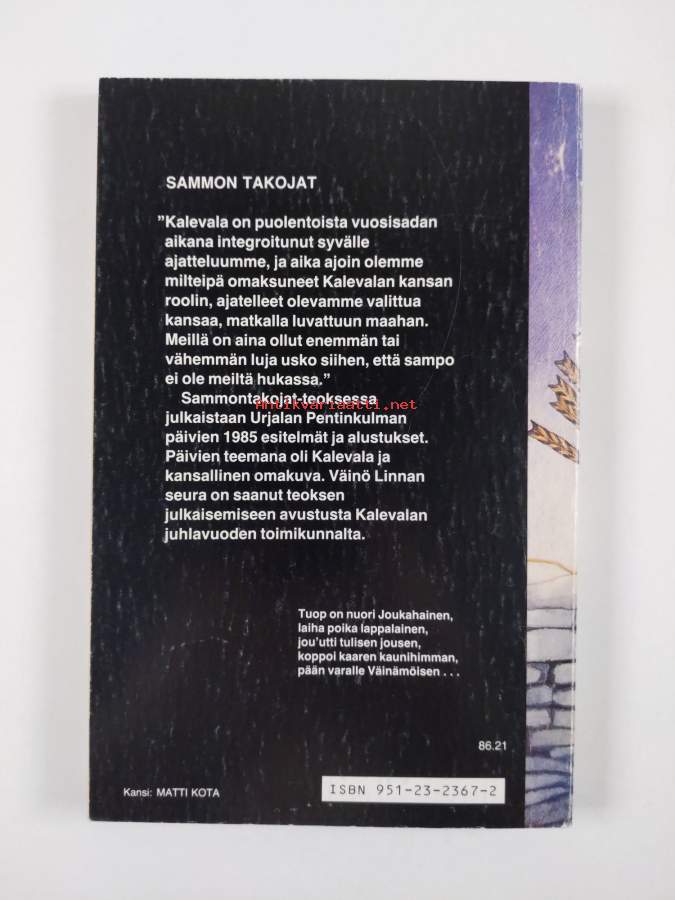 SAMMON TAKOJAT
”Kalevala on puolentoista vuosisadan
aikana integroitunut syvälle
ajatteluumme, ja aika ajoin olemme
milteipä omaksuneet Kalevalan kansan
roolin, ajatelleet olevamme valittua
kansaa, matkalla luvattuun maahan.
Meillä on aina ollut enemmän tai
vähemmän luja usko siihen, että sampo
ei ole meiltä hukassa.”
Sammontakojat-teoksessa
Antikvariaatti.net
julkaistaan Urjalan Pentinkulman
päivien 1985 esitelmät ja alustukset.
Päivien teemana oli Kalevala ja
kansallinen omakuva. Väinö Linnan
seura on saanut teoksen
julkaisemiseen avustusta Kalevalan
juhlavuoden toimikunnalta.
Tuop on nuori Joukahainen,
laiha poika lappalainen,
jou’utti tulisen jousen,
koppoi kaaren kaunihimman,
pään varalle Väinämöisen . . .
86.21
Kansi: MATTI KOTA
ISBN 951-23-2367-2